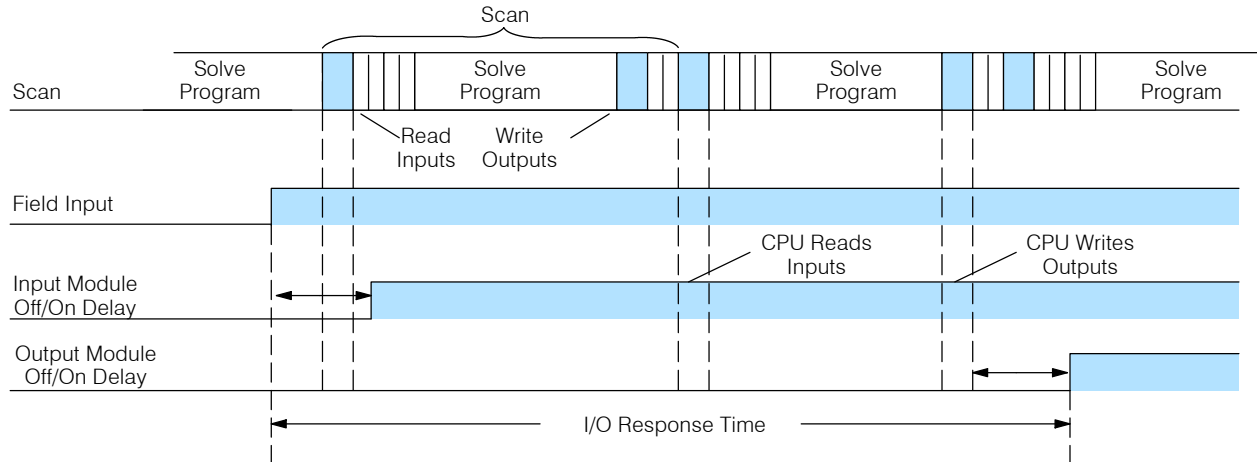 Scan
Scan
Solve
Program
Solve
Program
Solve
Program
Solve
Program
Read
Inputs
Write
Outputs
Field Input
CPU Reads
Inputs
CPU Writes
Outputs
Input Module
Off/On Delay
Output Module
Off/On Delay
I/O Response Time